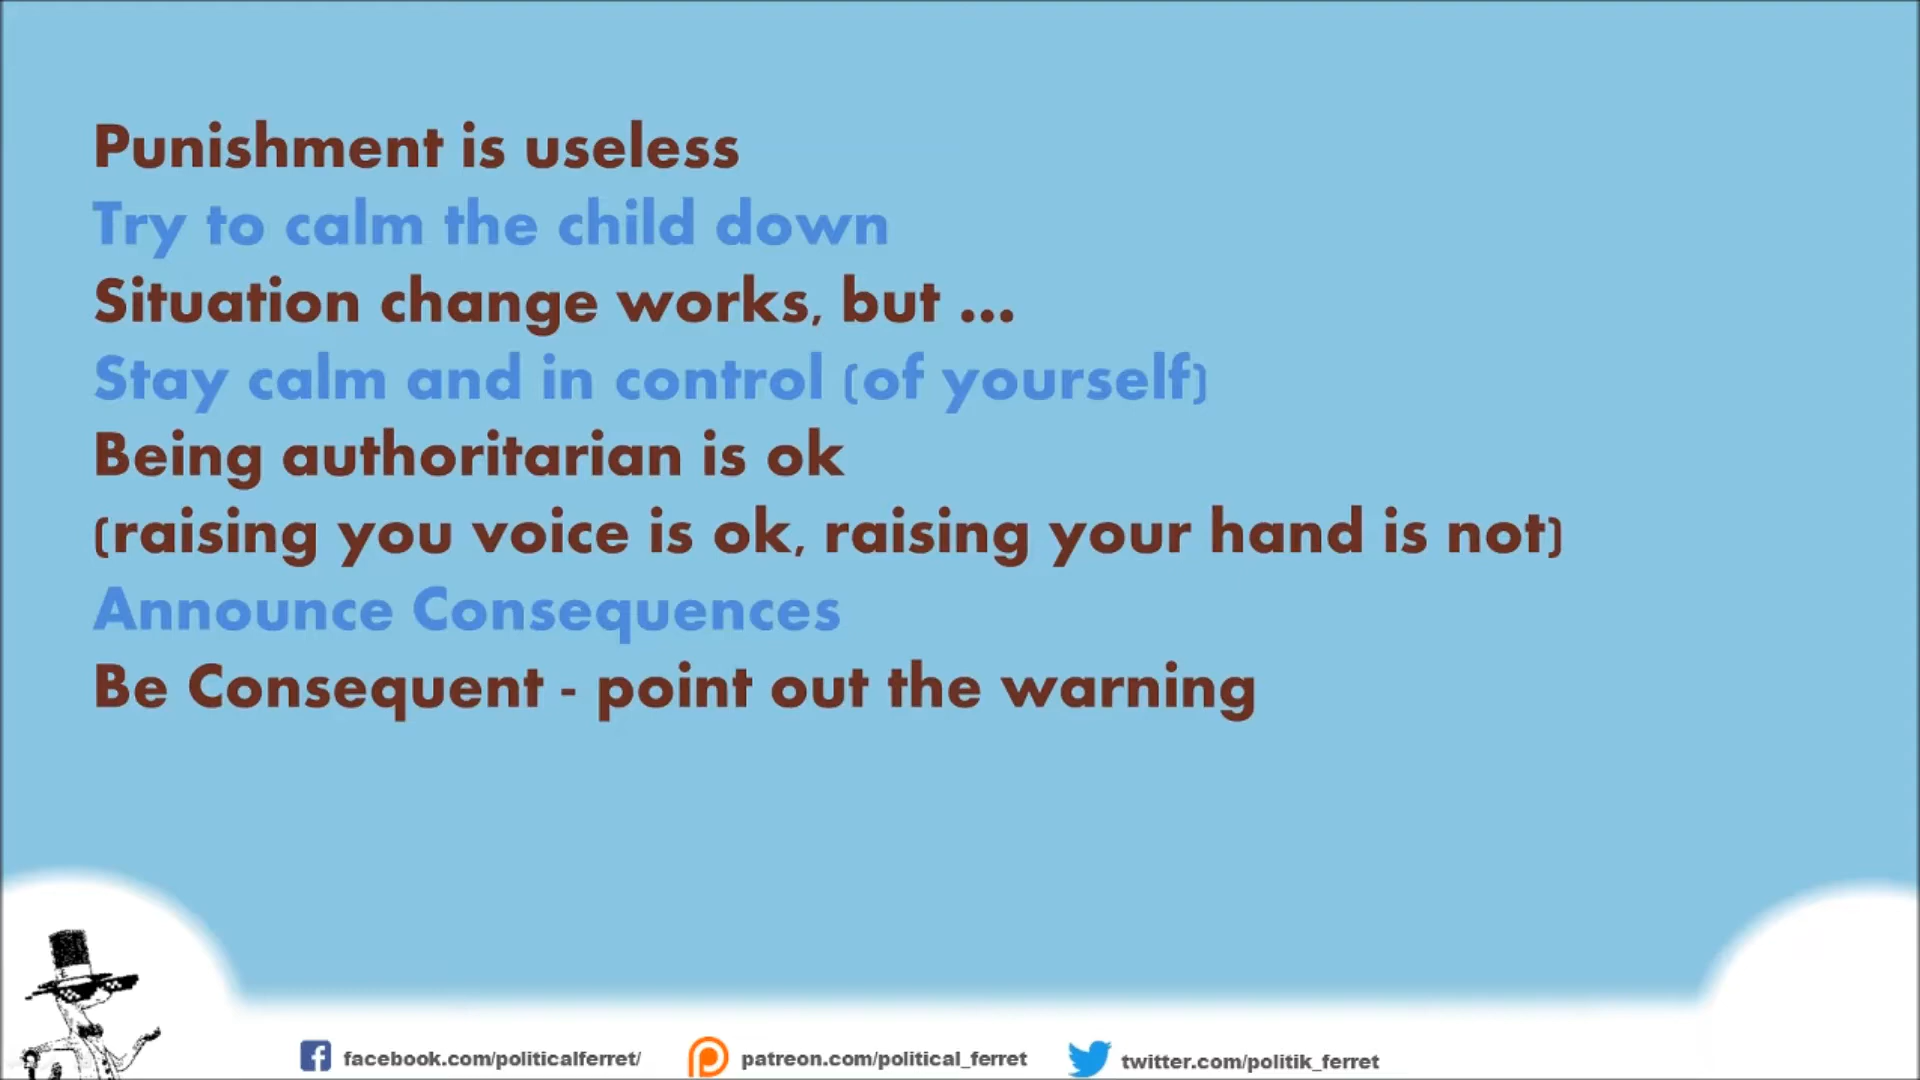 Punishment is useless
Try to calm the child down
Situation change works, but ...
Stay calm and in control (of yourself)
Being authoritarian is ok
(raising you voice is ok, raising your hand is not)
Announce Consequences
Be Consequent - point out the warning
facebook.com/politicalferret/
patreon.com/political_ferret
twitter.com/politik_ferret